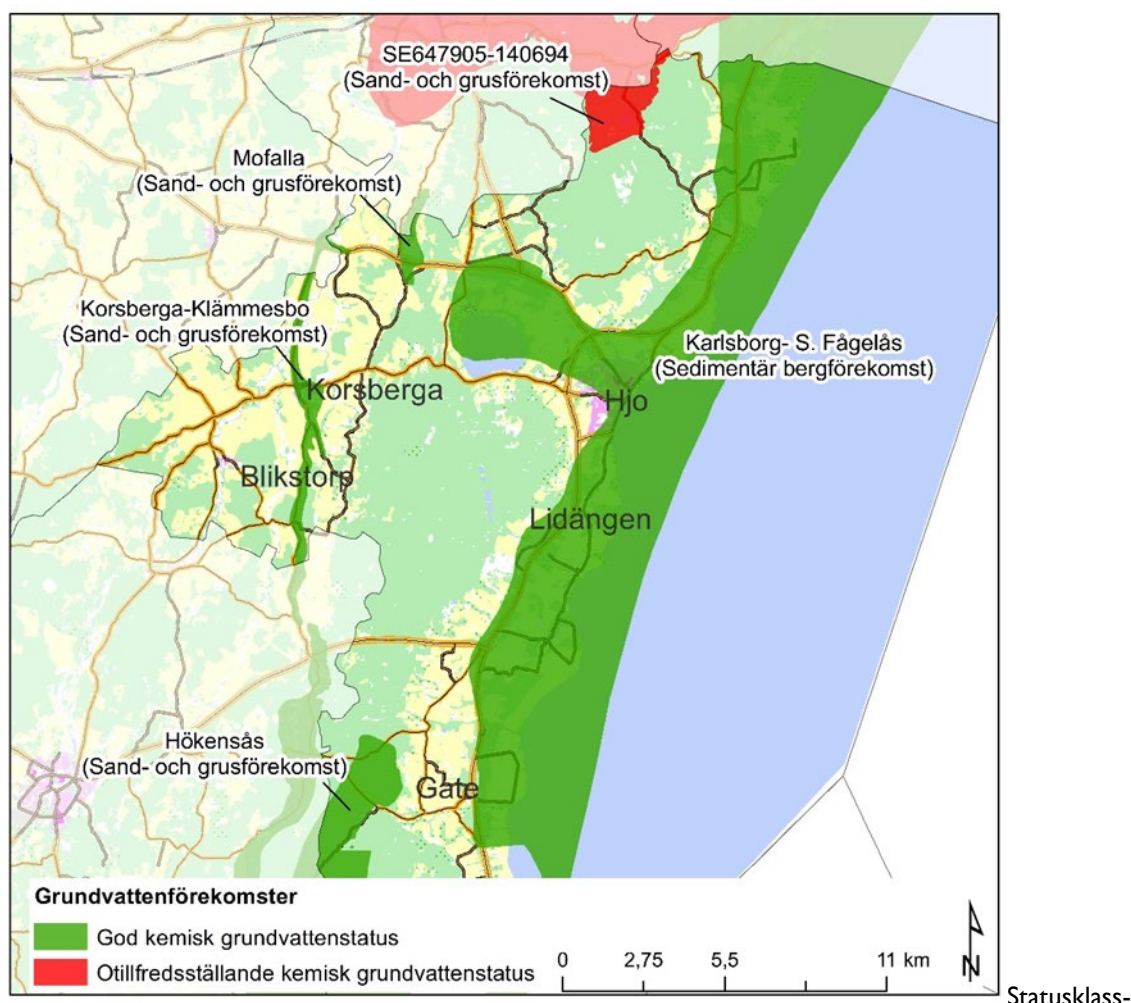 SE647905-140694
(Sand- och grusförekomst)
Mofalla
(Sand- och grusförekomst)
Korsberga-Klämmesbo
(Sand- och grusförekomst)
Karlsborg- S. Fågelås
(Sedimentär bergförekomst)
Korsberga
Hjo
Blikstorp
Lidängen
Hökensås
(Sand- och grusförekomst)
Gate
Grundvattenförekomster
God kemisk grundvattenstatus
Otillfredsställande kemisk grundvattenstatus
0 2,75 5,5 11 km
N
Statusklass-